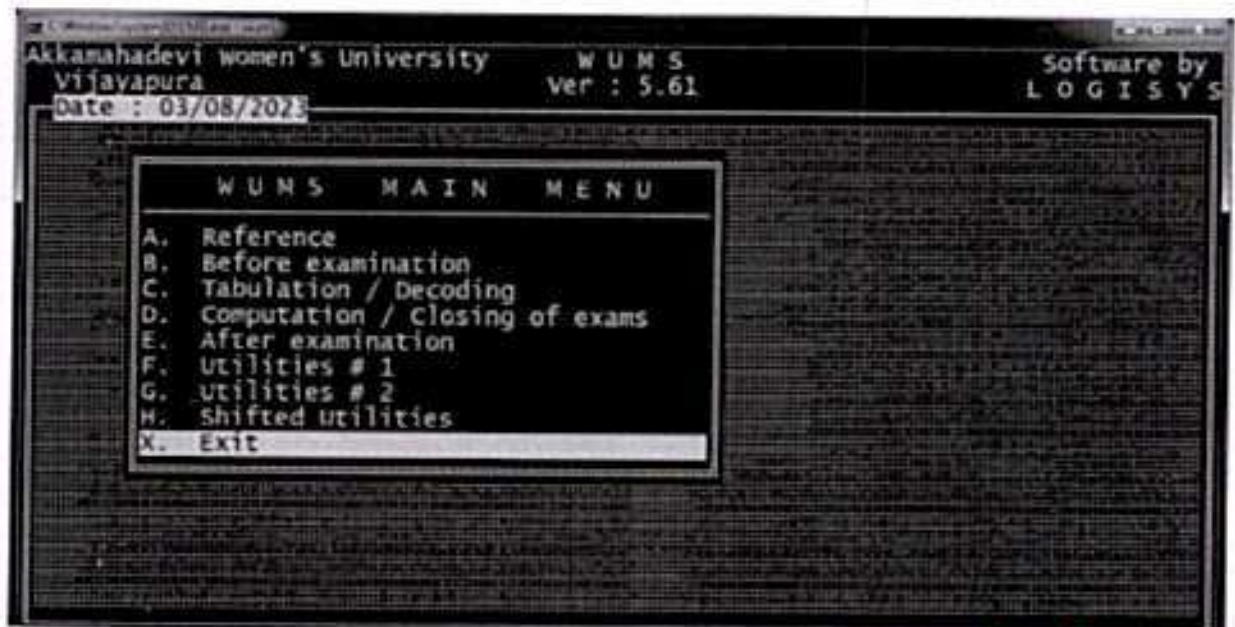 Akkamahadevi Women's University W U M S Software by
Vijayapura Ver : 5.61 L O G I S Y S
Date : 03/08/2023
W U M S M A I N M E N U
A. Reference
B. Before examination
C. Tabulation / Decoding
D. Computation / Closing of exams
E. After examination
F. Utilities # 1
G. Utilities # 2
H. Shifted Utilities
X. Exit